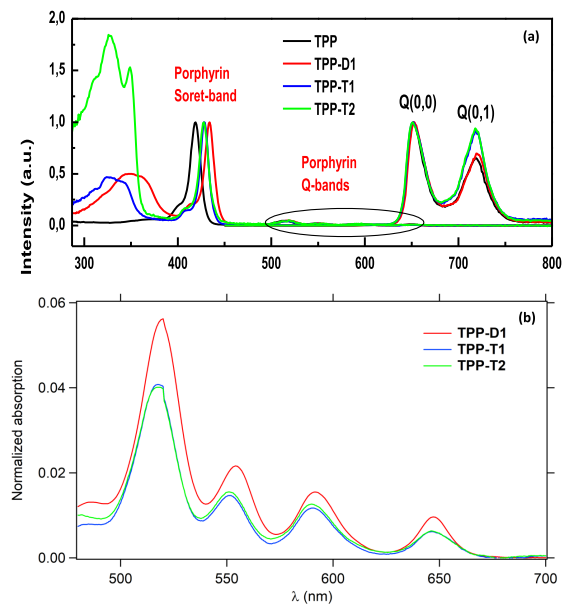 (a)
TPP
TPP-D1
TPP-T1
TPP-T2
Porphyrin
Soret-band
Q(0,0)
Q(0,1)
Porphyrin
Q-bands
Intensity (a.u.)
2,0
1,5
1,0
0,5
0,0
300 400 500 600 700 800
(b)
TPP-D1
TPP-T1
TPP-T2
Normalized absorption
0.06
0.04
0.02
0.00
500 550 600 650 700
λ (nm)